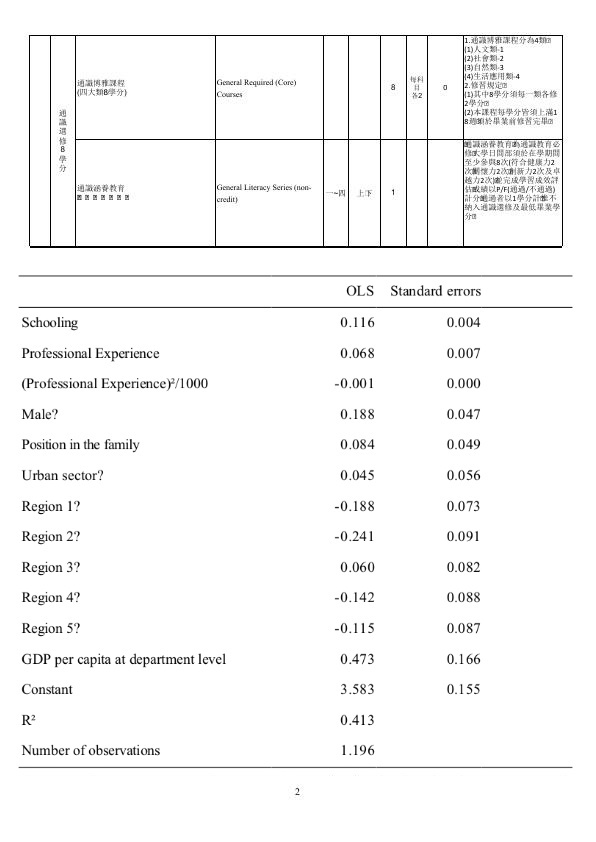 通識選修8學分
通識博雅課程
(四大類8學分)
General Required (Core)
Courses
8
每科
目
各2
0
1.通識博雅課程分為4類
(1)人文類-1
(2)社會類-2
(3)自然類-3
(4)生活應用類-4
2.修習規定
(1)其中8學分須每一類各修
2學分
(2)本課程每學分皆須上滿1
8週 於畢業前修習完畢
通識涵養教育
General Literacy Series (non-
credit)
一~四
上下
1
通識涵養教育 為通識教育必
修 大學日間部須於在學期間
至少參與8次(符合健康力2
次 關懷力2次 創新力2次及卓
越力2次) 並完成學習成效評
估 成績以P/F(通過/不通過)
計分 通過者以1學分計 惟不
納入通識選修及最低畢業學
分
OLS Standard errors
Schooling 0.116 0.004
Professional Experience 0.068 0.007
(Professional Experience)²/1000 -0.001 0.000
Male? 0.188 0.047
Position in the family 0.084 0.049
Urban sector? 0.045 0.056
Region 1? -0.188 0.073
Region 2? -0.241 0.091
Region 3? 0.060 0.082
Region 4? -0.142 0.088
Region 5? -0.115 0.087
GDP per capita at department level 0.473 0.166
Constant 3.583 0.155
R² 0.413
Number of observations 1.196
2